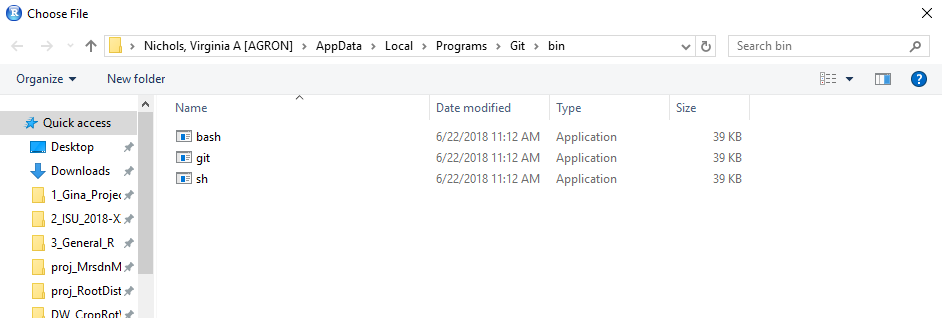 R Choose File
Nichols, Virginia A [AGRON] > AppData > Local > Programs > Git > bin
Search bin
Organize
New folder
?
Name
Date modified
Type
Size
Quick access
Desktop
Downloads
1_Gina_Projec
2_ISU_2018-X
3_General_R
proj_MrsdnM
proj_RootDist
DW_CropRot
bash 6/22/2018 11:12 AM Application 39 KB
git 6/22/2018 11:12 AM Application 39 KB
sh 6/22/2018 11:12 AM Application 39 KB